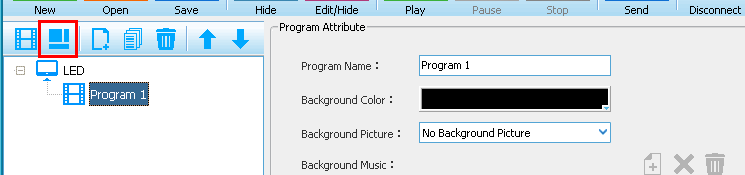 New Open Save Hide Edit/Hide Play Pause Stop Send Disconnect
Program Attribute
LED
Program 1
Program Name : Program 1
Background Color :
Background Picture : No Background Picture
Background Music :